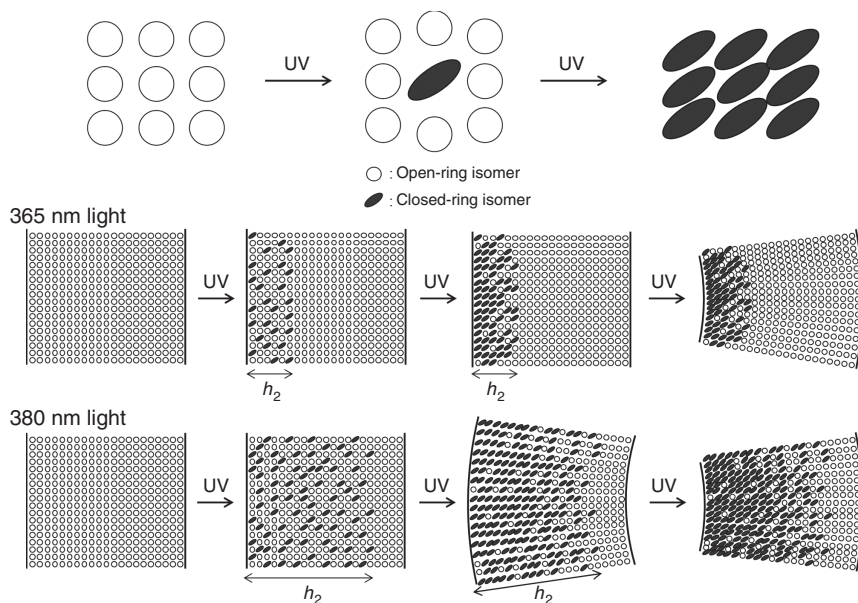 UV
UV
: Open-ring isomer
: Closed-ring isomer
365 nm light
UV
UV
UV
h2
h2
380 nm light
UV
UV
UV
h2
h2